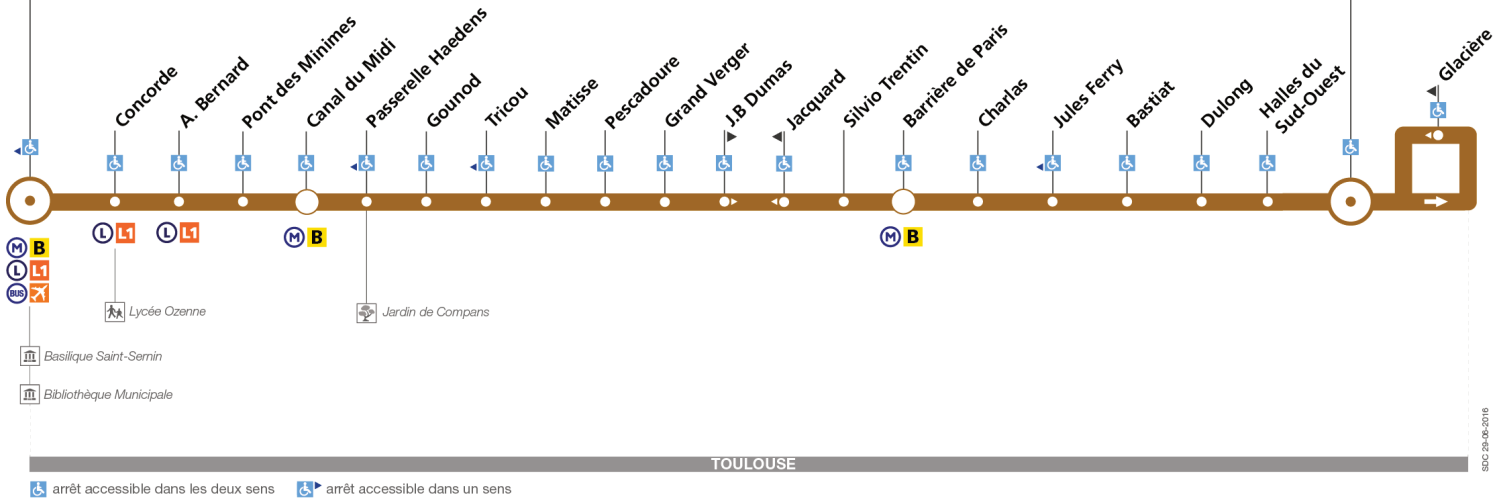 Concorde
A. Bernard
Pont des Minimes
Canal du Midi
Passerelle Haedens
Gounod
Tricou
Matisse
Pescadoure
Grand Verger
J.B Dumas
Jacquard
Silvio Trentin
Barrière de Paris
Charlas
Jules Ferry
Bastiat
Dulong
Halles du
Sud-Ouest
Glacière
M B
L L1
BUS
L L1
L L1
M B
M B
Lycée Ozenne
Jardin de Compans
Basilique Saint-Sernin
Bibliothèque Municipale
SDC 29-06-2016
TOULOUSE
arrêt accessible dans les deux sens
arrêt accessible dans un sens